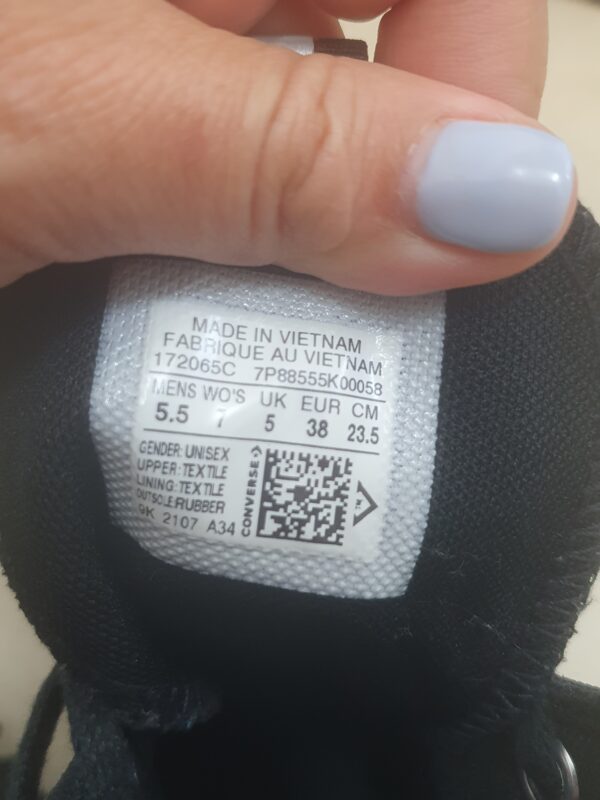 MADE IN VIETNAM
FABRIQUE AU VIETNAM
172065C 7P88555K00058
MENS WO'S UK EUR CM
5.5 7 5 38 23.5
GENDER: UNISEX
UPPER: TEXTILE
LINING: TEXTILE
OUTSOLE: RUBBER
9K 2107 A34
CONVERSE
TM